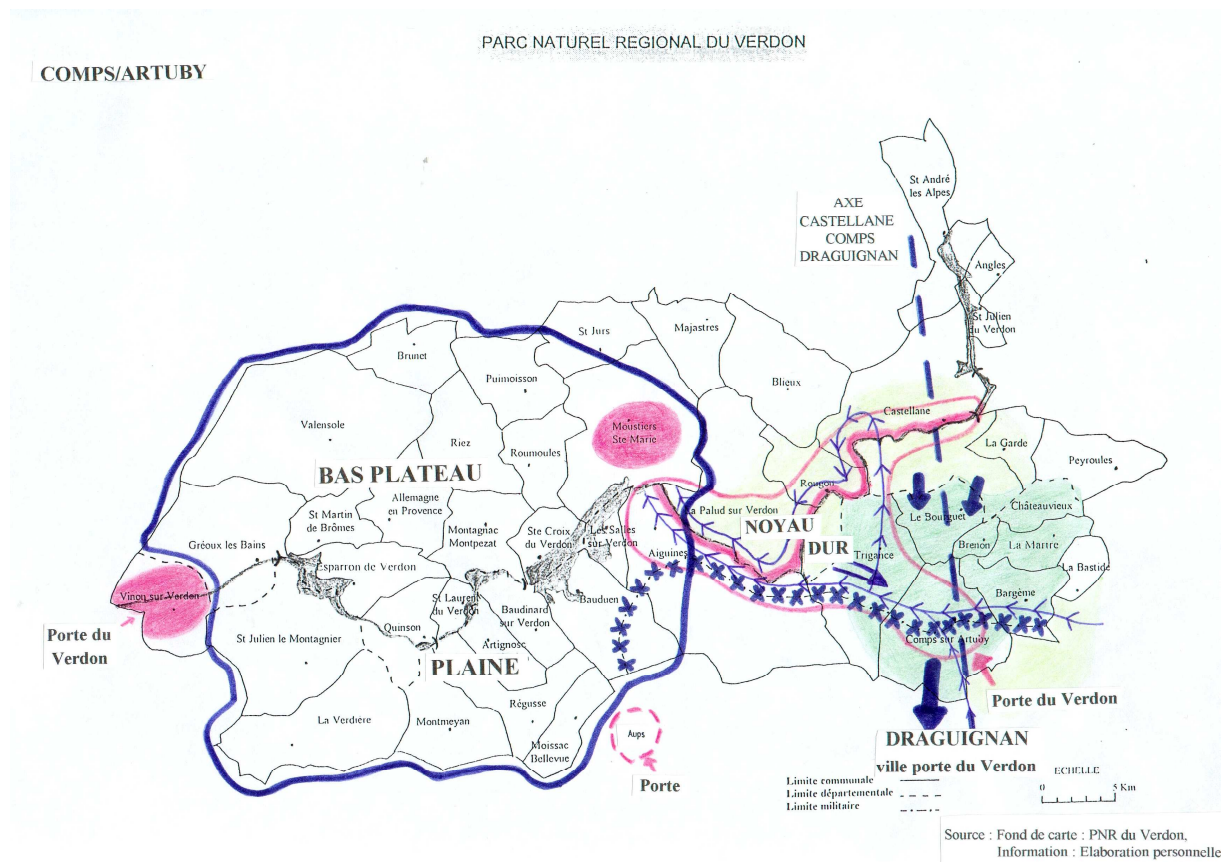 PARC NATUREL REGIONAL DU VERDON
COMPS/ARTUBY
St André
les Alpes
AXE
CASTELLANE
COMPS
DRAGUIGNAN
Angles
St Julien
du Verdon
St Jurs
Majastres
Brunet
Puimoisson
Blieux
Castellane
Moustiers
Ste Marie
Valensole
Riez
La Garde
Roumoules
Peyroules
BAS PLATEAU
Rougon
Allemagne
en Provence
St Martin
de Brômes
La Palud sur Verdon
Châteauvieux
Le Bourguet
NOYAU
DUR
Montagnac
Montpezat
Ste Croix
du Verdon
Les Salles
sur Verdon
Gréoux les Bains
Brenon
La Martre
Aiguines
Trigance
La Bastide
Esparron de Verdon
Vinon sur Verdon
St Laurent
du Verdon
Bauduen
Bargème
Baudinard
sur Verdon
Porte du
Verdon
St Julien le Montagnier
Quinson
Artignosc
Comps sur Artuby
PLAINE
Porte du Verdon
La Verdière
Montmeyan
Régusse
Aups
Moissac
Bellevue
DRAGUIGNAN
ville porte du Verdon
Porte
ECHELLE
Limite communale
Limite départementale
Limite militaire
0
5 Km
Source : Fond de carte : PNR du Verdon,
Information : Elaboration personnelle